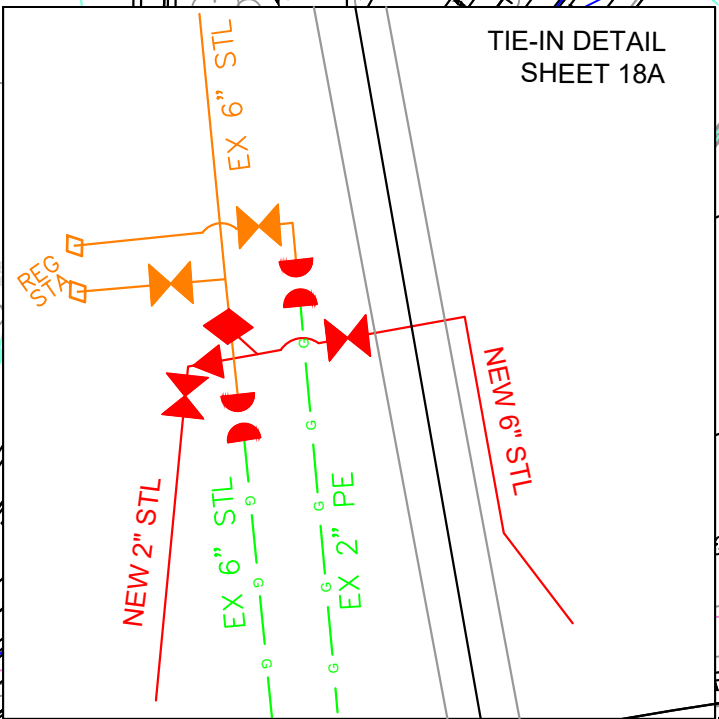 TIE-IN DETAIL
SHEET 18A
EX 6” STL
REG
STA
NEW 6" STL
NEW 2" STL
EX 6” STL
EX 2” PE
G
G
G
G
G
G
G
G